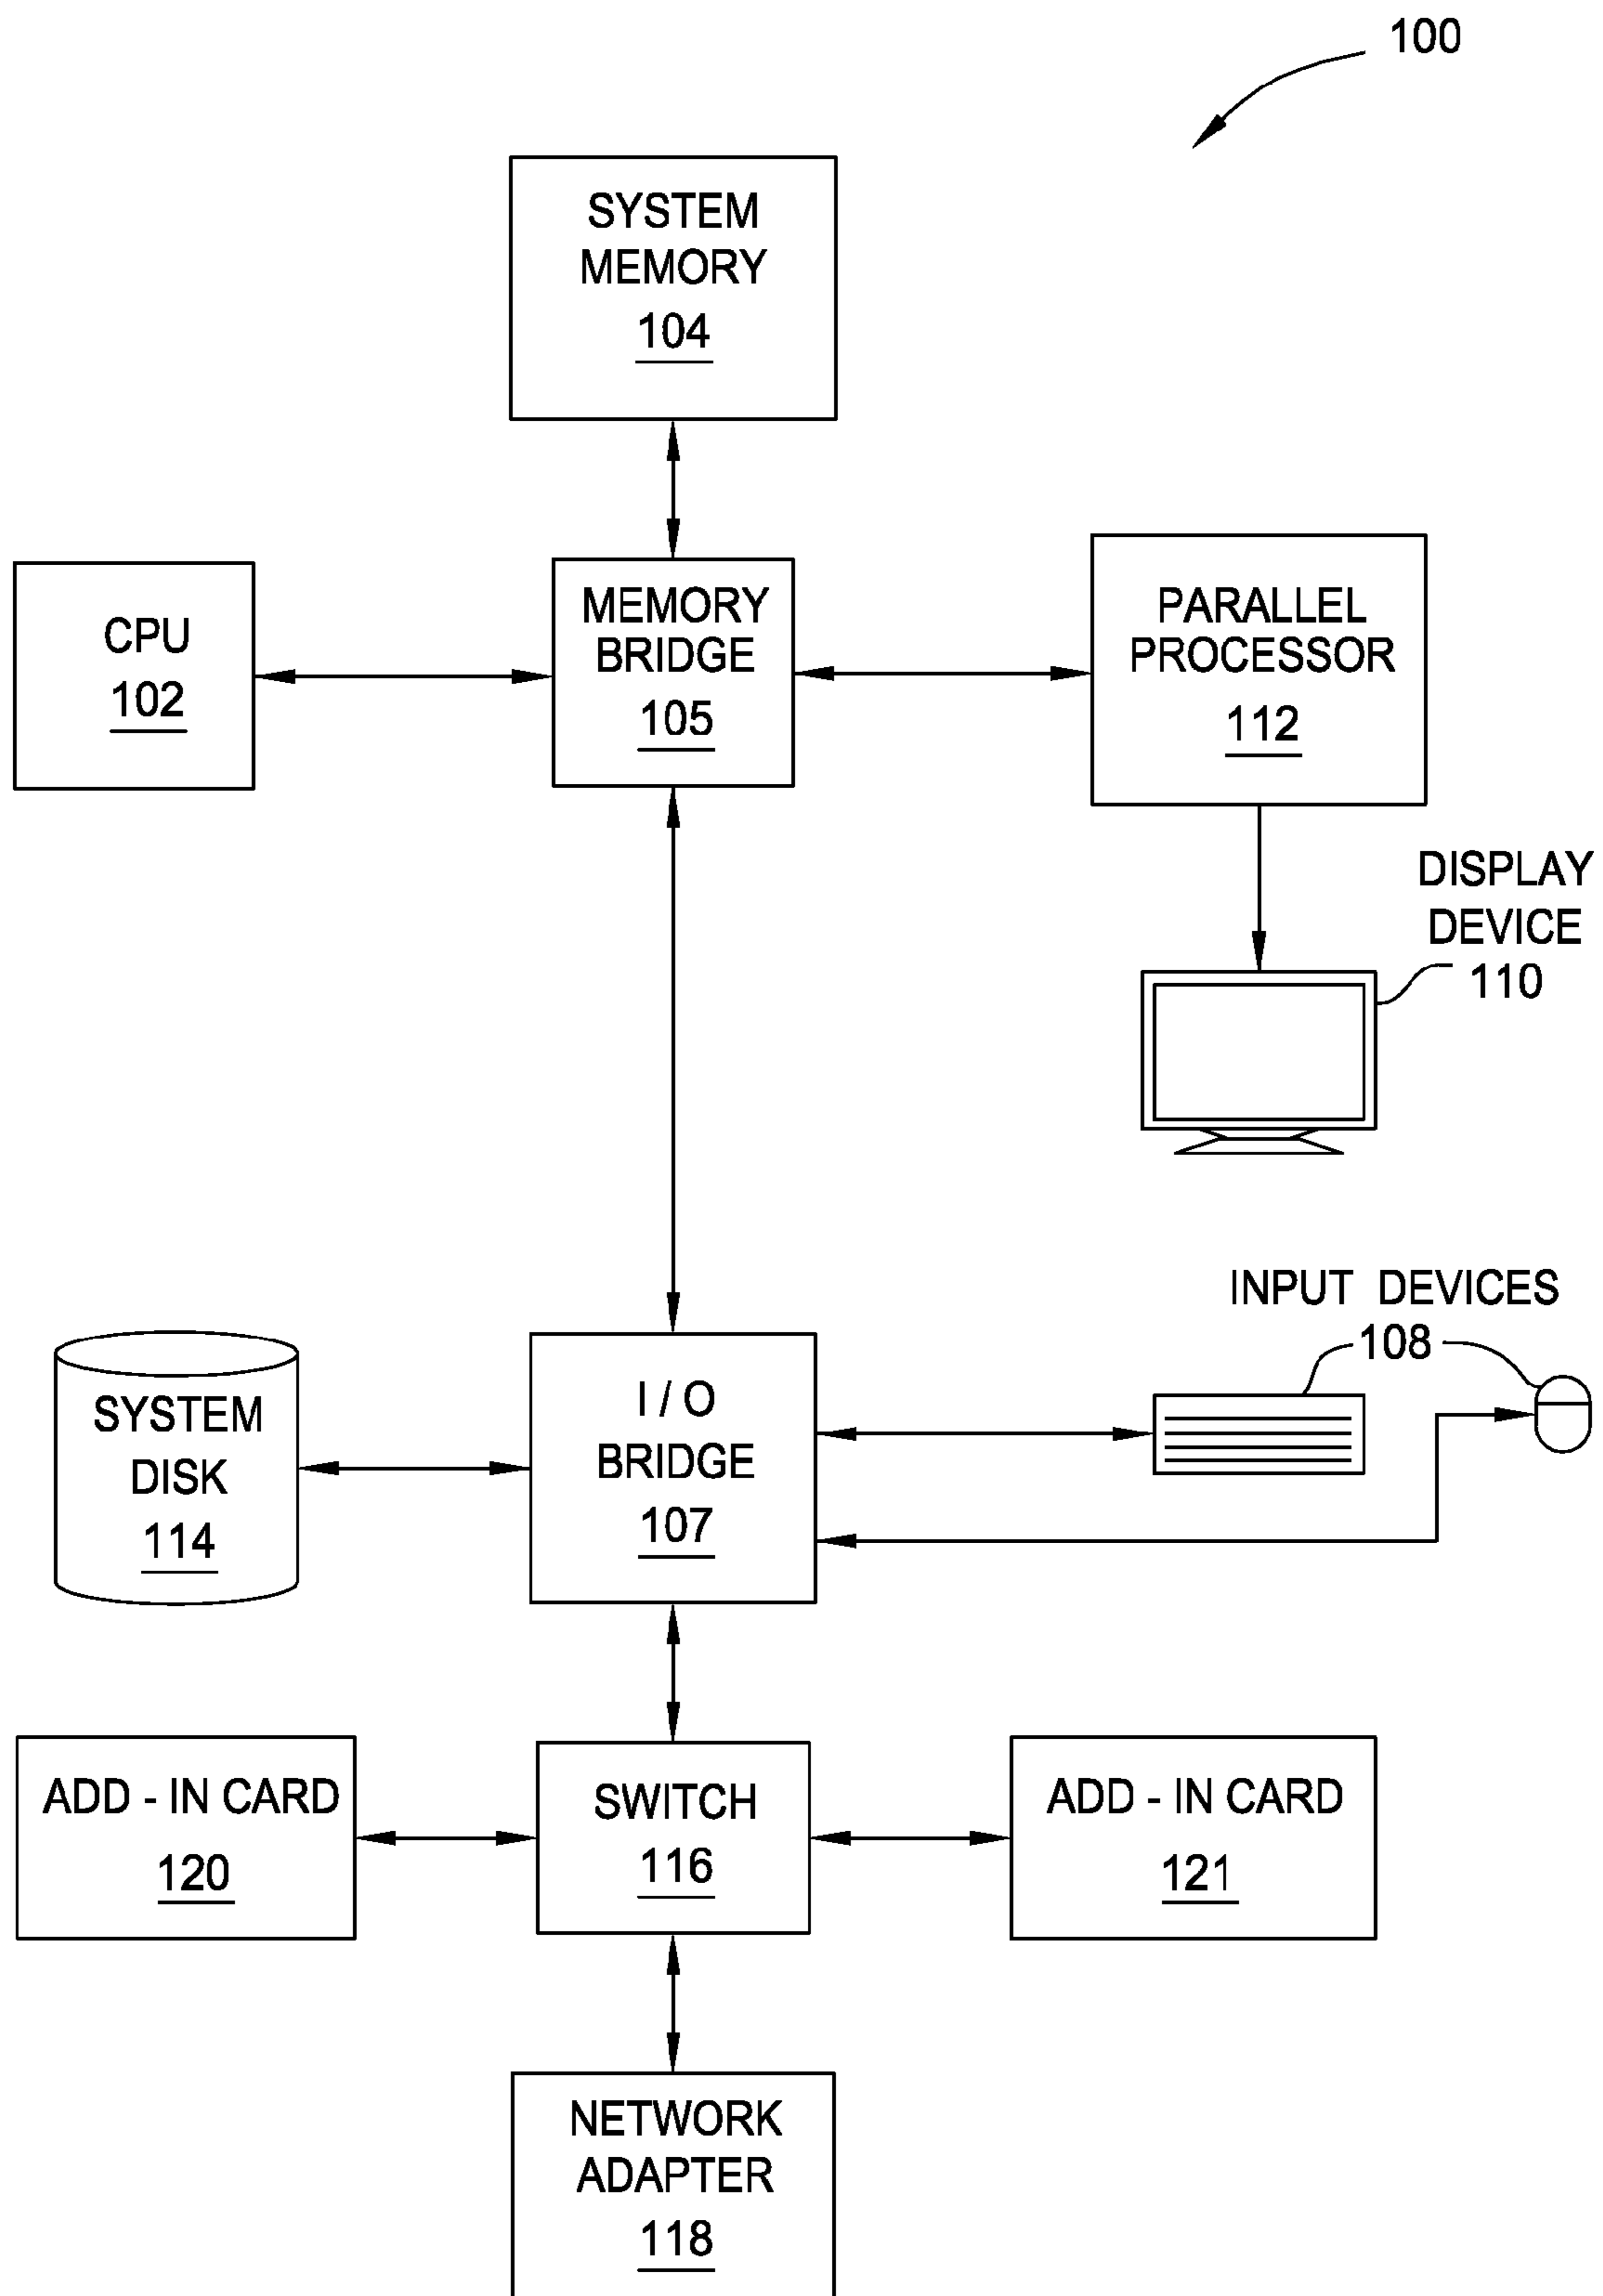 100
SYSTEM
MEMORY
104
CPU
102
MEMORY
BRIDGE
105
PARALLEL
PROCESSOR
112
DISPLAY
DEVICE
110
INPUT DEVICES
108
SYSTEM
DISK
114
I / O
BRIDGE
107
ADD - IN CARD
120
SWITCH
116
ADD - IN CARD
121
NETWORK
ADAPTER
118